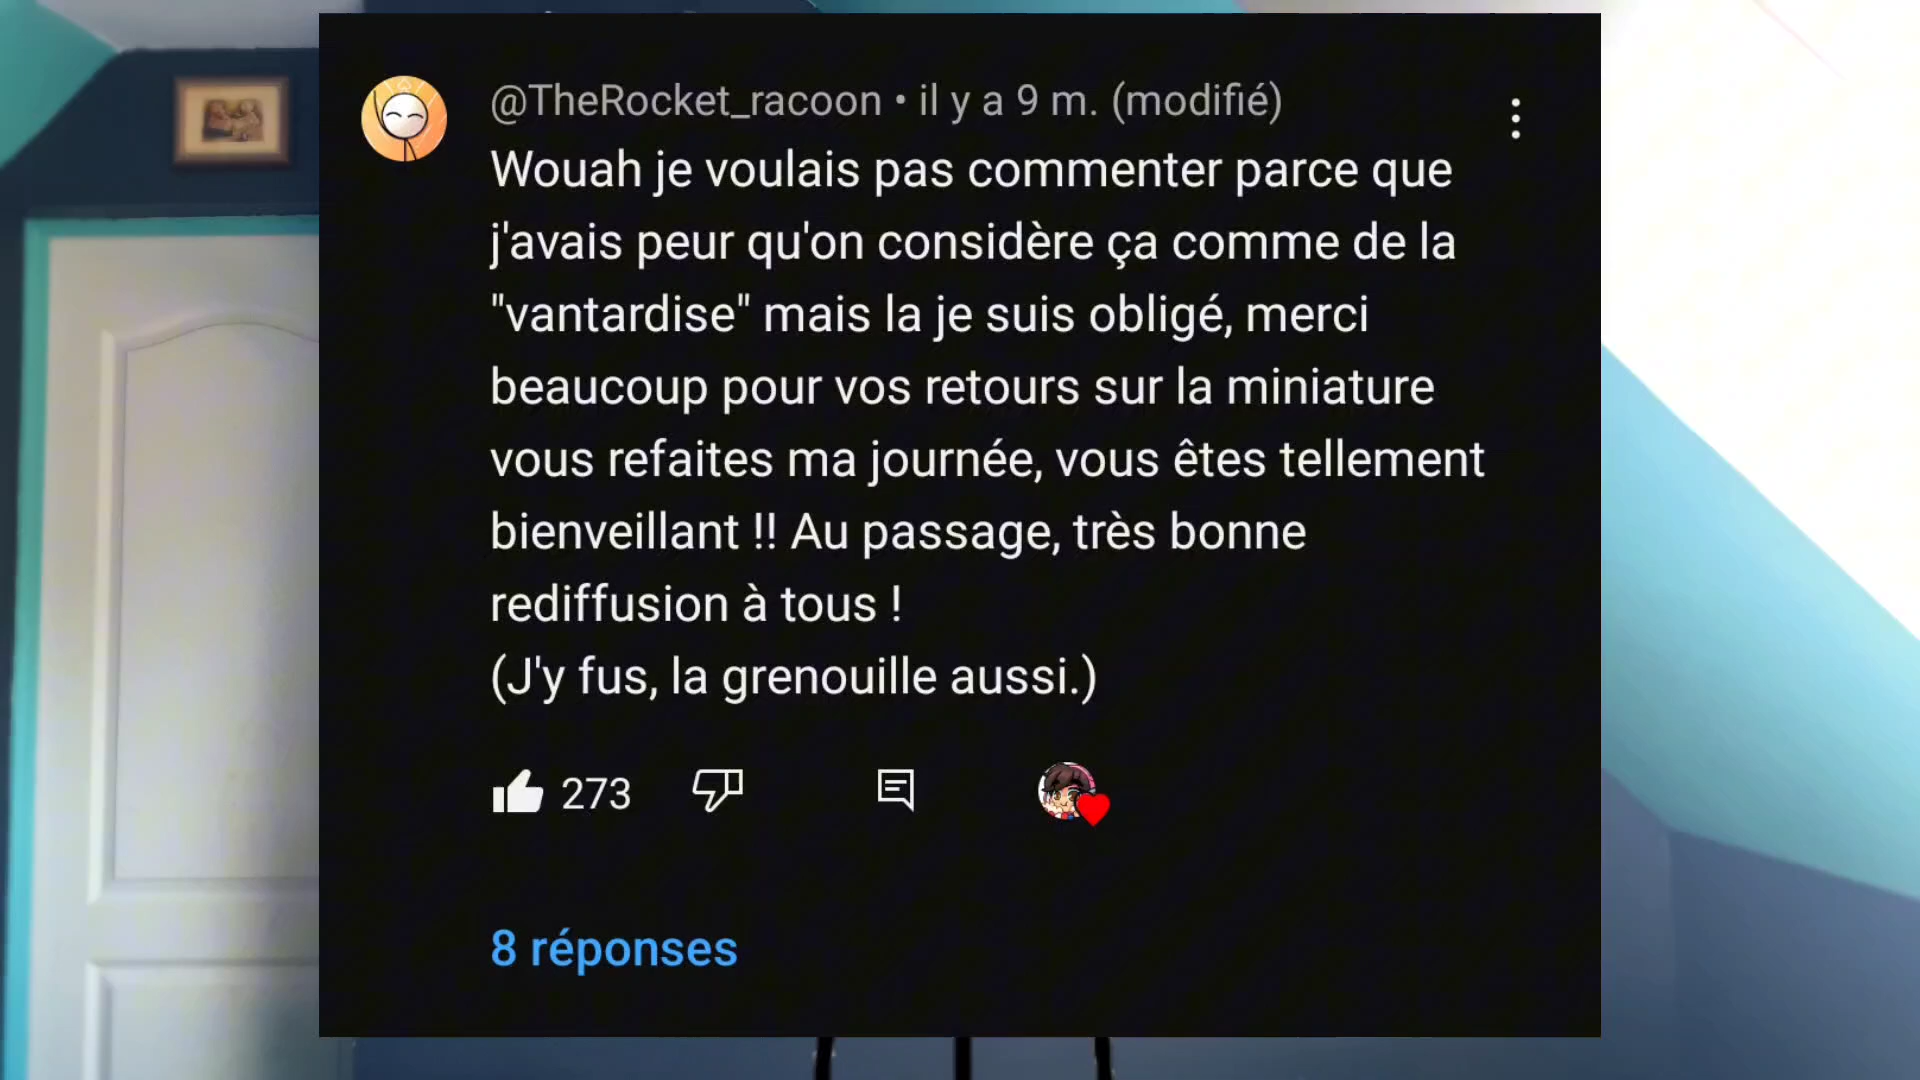 @TheRocket_racoon • il y a 9 m. (modifié)
Wouah je voulais pas commenter parce que
j'avais peur qu'on considère ça comme de la
"vantardise" mais la je suis obligé, merci
beaucoup pour vos retours sur la miniature
vous refaites ma journée, vous êtes tellement
bienveillant !! Au passage, très bonne
rediffusion à tous !
(J'y fus, la grenouille aussi.)
273
8 réponses